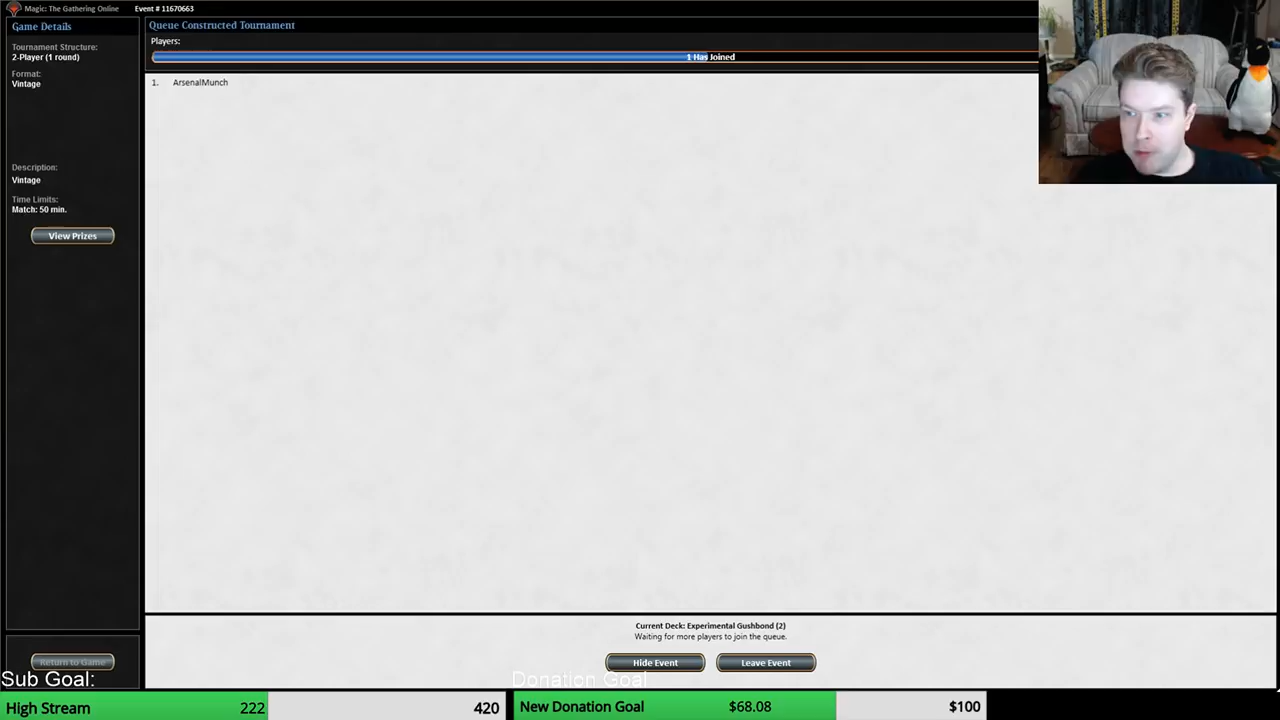 Magic: The Gathering Online Event # 11670663
Game Details
Tournament Structure:
2-Player (1 round)
Format:
Vintage
Description:
Vintage
Time Limits:
Match: 50 min.
View Prizes
Return to Game
Queue Constructed Tournament
Players:
1 Has Joined
1. ArsenalMunch
Current Deck: Experimental Gushbond (2)
Waiting for more players to join the queue.
Hide Event Leave Event
Sub Goal: Donation Goal
High Stream 222 420 New Donation Goal $68.08 $100